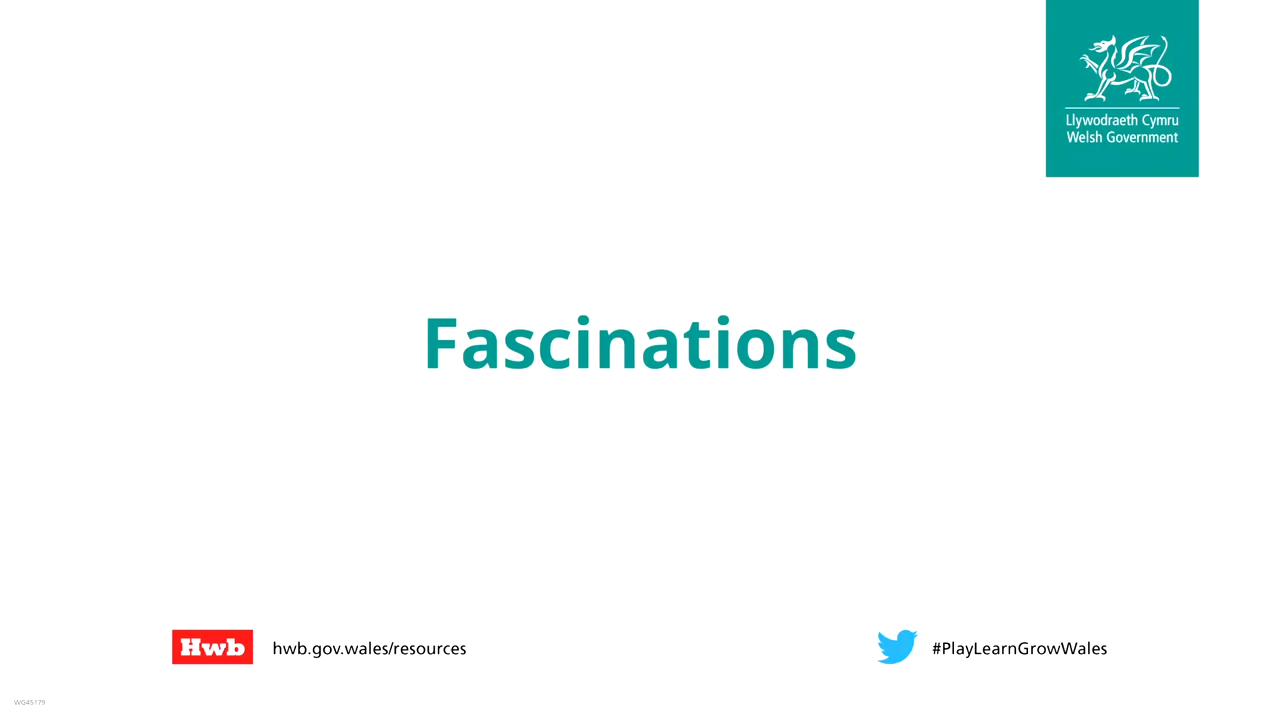 Llywodraeth Cymru
Welsh Government
Fascinations
Hwb
hwb.gov.wales/resources
#PlayLearnGrowWales
WG45179